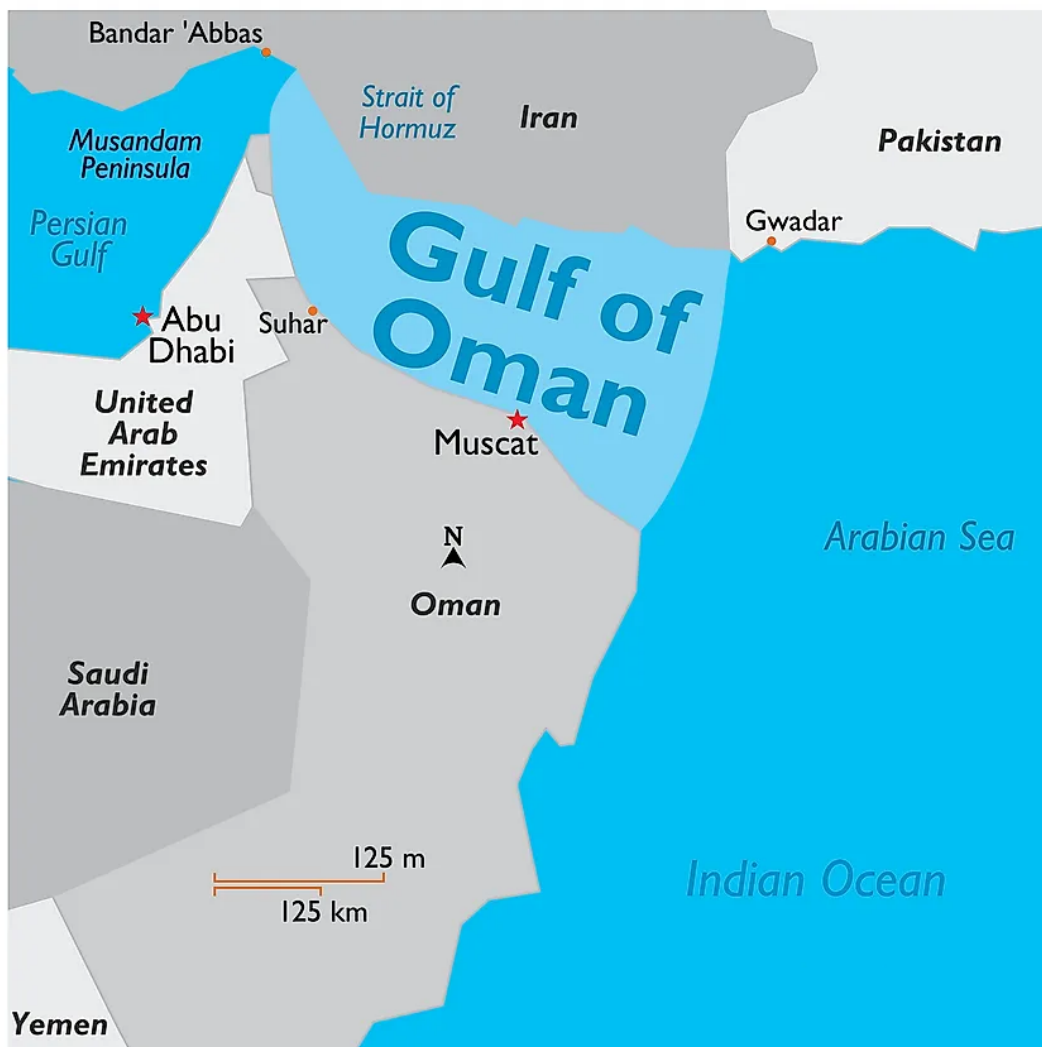 Bandar 'Abbas
Strait of
Hormuz
Iran
Musandam
Peninsula
Pakistan
Persian
Gulf
Gwadar
Gulf of
Oman
Suhar
Abu
Dhabi
United
Arab
Emirates
Muscat
N
Arabian Sea
Oman
Saudi
Arabia
125 m
125 km
Indian Ocean
Yemen